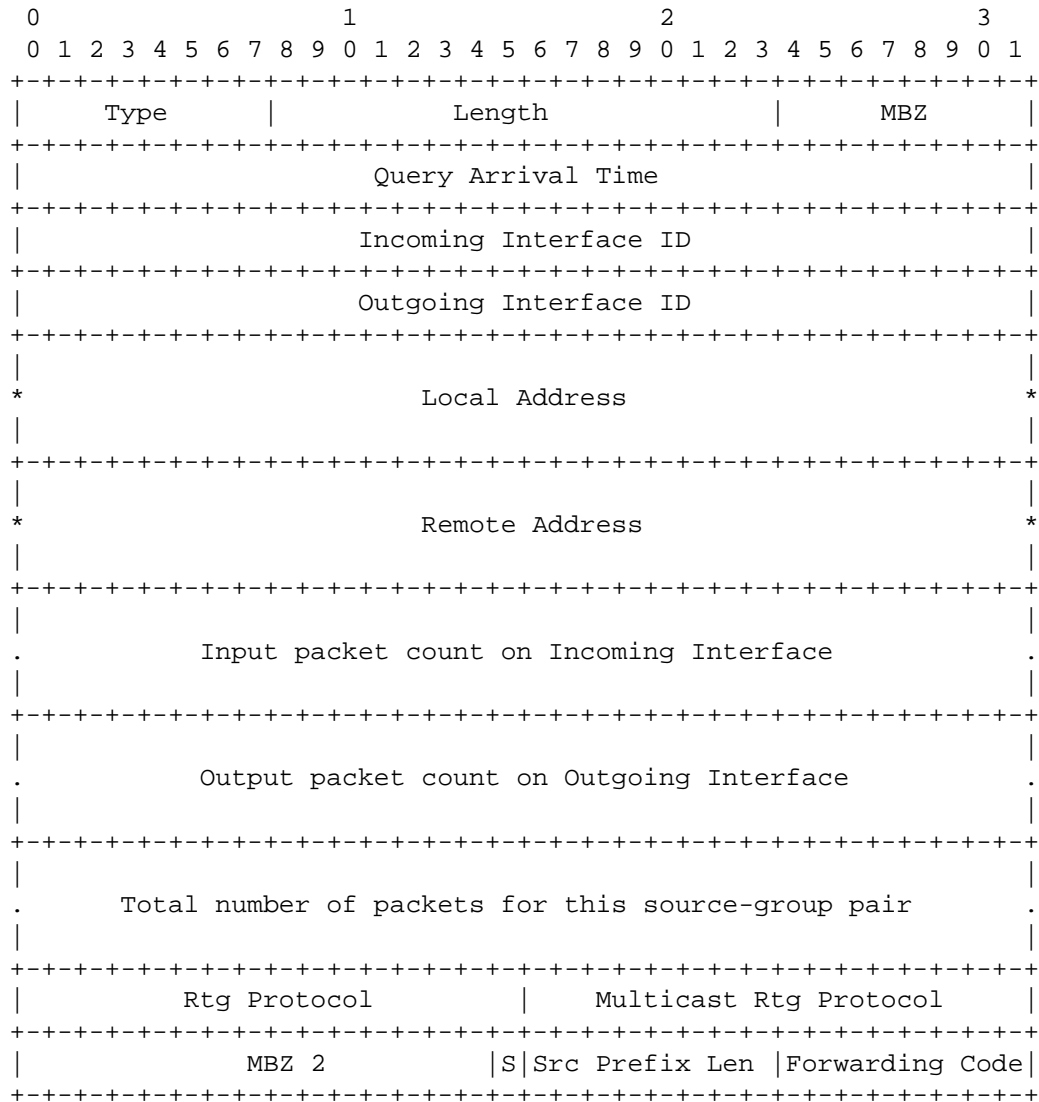 0                   1                   2                   3
 0 1 2 3 4 5 6 7 8 9 0 1 2 3 4 5 6 7 8 9 0 1 2 3 4 5 6 7 8 9 0 1
+-+-+-+-+-+-+-+-+-+-+-+-+-+-+-+-+-+-+-+-+-+-+-+-+-+-+-+-+-+-+-+-+
|     Type      |           Length              |      MBZ      |
+-+-+-+-+-+-+-+-+-+-+-+-+-+-+-+-+-+-+-+-+-+-+-+-+-+-+-+-+-+-+-+-+
|                      Query Arrival Time                       |
+-+-+-+-+-+-+-+-+-+-+-+-+-+-+-+-+-+-+-+-+-+-+-+-+-+-+-+-+-+-+-+-+
|                     Incoming Interface ID                     |
+-+-+-+-+-+-+-+-+-+-+-+-+-+-+-+-+-+-+-+-+-+-+-+-+-+-+-+-+-+-+-+-+
|                     Outgoing Interface ID                     |
+-+-+-+-+-+-+-+-+-+-+-+-+-+-+-+-+-+-+-+-+-+-+-+-+-+-+-+-+-+-+-+-+
|                                                               |
*                         Local Address                         *
|                                                               |
+-+-+-+-+-+-+-+-+-+-+-+-+-+-+-+-+-+-+-+-+-+-+-+-+-+-+-+-+-+-+-+-+
|                                                               |
*                         Remote Address                        *
|                                                               |
+-+-+-+-+-+-+-+-+-+-+-+-+-+-+-+-+-+-+-+-+-+-+-+-+-+-+-+-+-+-+-+-+
|                                                               |
.           Input packet count on Incoming Interface            .
|                                                               |
+-+-+-+-+-+-+-+-+-+-+-+-+-+-+-+-+-+-+-+-+-+-+-+-+-+-+-+-+-+-+-+-+
|                                                               |
.           Output packet count on Outgoing Interface           .
|                                                               |
+-+-+-+-+-+-+-+-+-+-+-+-+-+-+-+-+-+-+-+-+-+-+-+-+-+-+-+-+-+-+-+-+
|                                                               |
.      Total number of packets for this source-group pair       .
|                                                               |
+-+-+-+-+-+-+-+-+-+-+-+-+-+-+-+-+-+-+-+-+-+-+-+-+-+-+-+-+-+-+-+-+
|          Rtg Protocol         |    Multicast Rtg Protocol     |
+-+-+-+-+-+-+-+-+-+-+-+-+-+-+-+-+-+-+-+-+-+-+-+-+-+-+-+-+-+-+-+-+
|              MBZ 2          |S|Src Prefix Len |Forwarding Code|
+-+-+-+-+-+-+-+-+-+-+-+-+-+-+-+-+-+-+-+-+-+-+-+-+-+-+-+-+-+-+-+-+